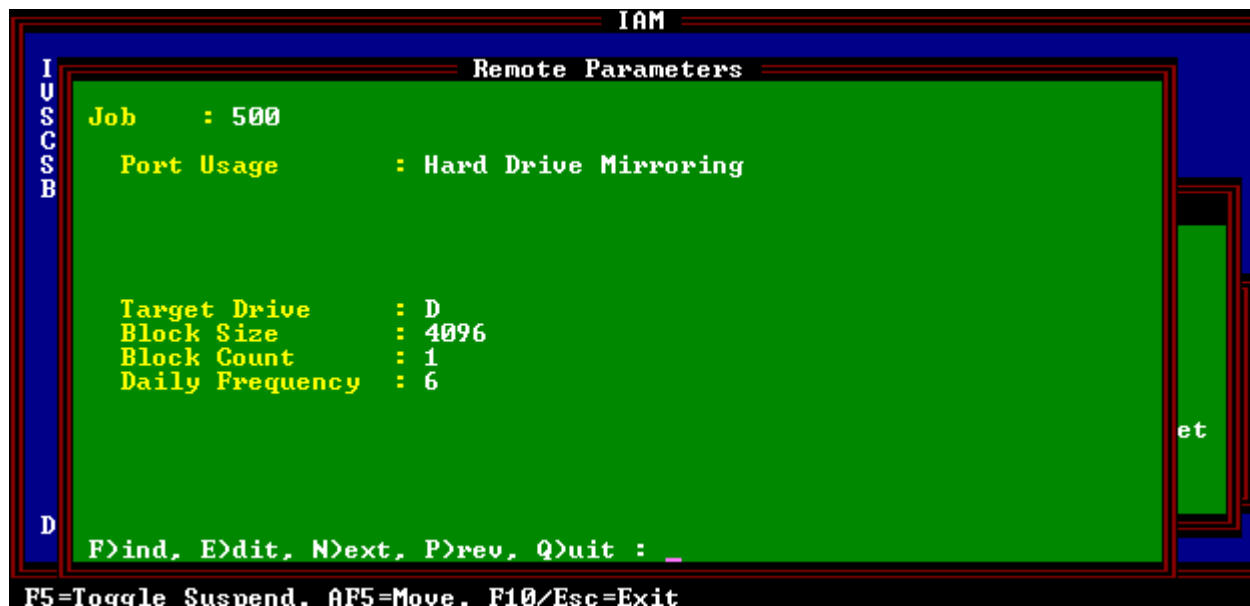 IAM
Remote Parameters
I
V
S
C
S
B
Job : 500
Port Usage : Hard Drive Mirroring
Target Drive : D
Block Size : 4096
Block Count : 1
Daily Frequency : 6
et
D
F)ind, E)dit, N)ext, P)rev, Q)uit : _
F5=Toggle Suspend, AF5=Move, F10/Esc=Exit